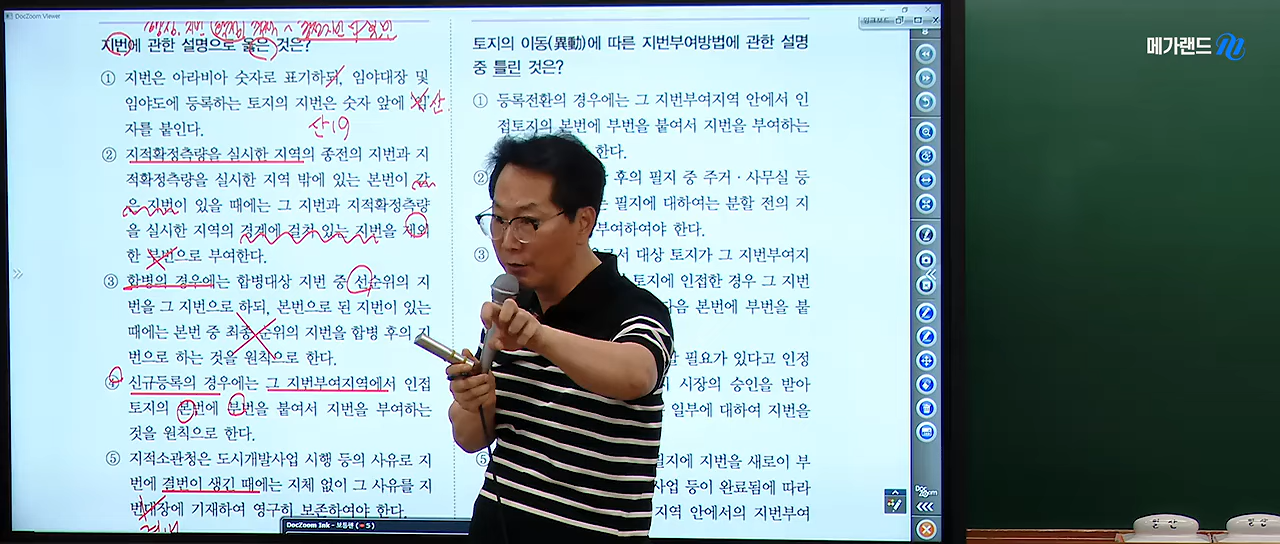 DocZoom Viewer
잉크보드
메가랜드
지번에 관한 설명으로 옳은 것은?
① 지번은 아라비아 숫자로 표기하되, 임야대장 및
임야도에 등록하는 토지의 지번은 숫자 앞에 산
자를 붙인다.
산19
② 지적확정측량을 실시한 지역의 종전의 지번과 지
적확정측량을 실시한 지역 밖에 있는 본번이 같
은 지번이 있을 때에는 그 지번과 지적확정측량
을 실시한 지역의 경계에 걸쳐 있는 지번을 제외
한 부번으로 부여한다.
③ 합병의 경우에는 합병대상 지번 중 선순위의 지
번을 그 지번으로 하되, 본번으로 된 지번이 있는
때에는 본번 중 최종 순위의 지번을 합병 후의 지
번으로 하는 것을 원칙으로 한다.
④ 신규등록의 경우에는 그 지번부여지역에서 인접
토지의 본번에 부번을 붙여서 지번을 부여하는
것을 원칙으로 한다.
⑤ 지적소관청은 도시개발사업 시행 등의 사유로 지
번에 결번이 생긴 때에는 지체 없이 그 사유를 지
번대장에 기재하여 영구히 보존하여야 한다.
DocZoom Ink - 보통펜 ( 5 )
토지의 이동(異動)에 따른 지번부여방법에 관한 설명
중 틀린 것은?
① 등록전환의 경우에는 그 지번부여지역 안에서 인
접토지의 본번에 부번을 붙여서 지번을 부여하는
한다.
② 후의 필지 중 주거·사무실 등
는 필지에 대하여는 분할 전의 지
부여하여야 한다.
③ 서 대상 토지가 그 지번부여지
토지에 인접한 경우 그 지번
다음 본번에 부번을 붙
할 필요가 있다고 인정
시장의 승인을 받아
일부에 대하여 지번을
⑤ 필지에 지번을 새로이 부
사업 등이 완료됨에 따라
지역 안에서의 지번부여
Doc
Zoom